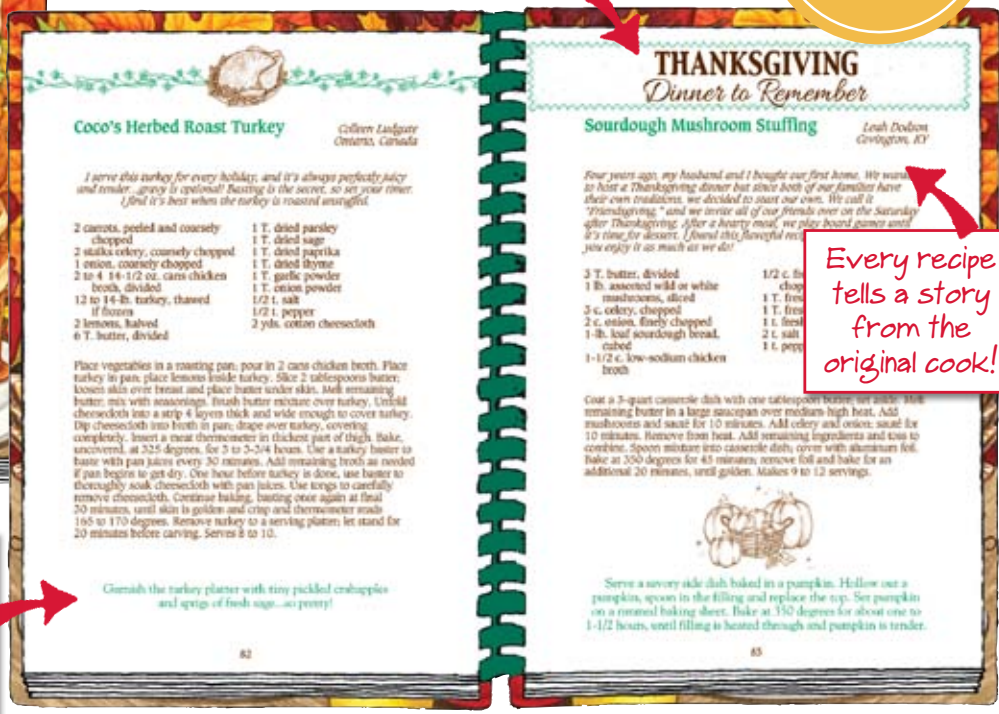 Coco's Herbed Roast Turkey
Colleen Ludgate
Ontario, Canada
I serve this turkey for every holiday, and it's always perfectly juicy
and tender...gravy is optional! Basting is the secret, so set your timer.
I find it's best when the turkey is roasted unstuffed.
2 carrots, peeled and coarsely
chopped
2 stalks celery, coarsely chopped
1 onion, coarsely chopped
2 to 4 14-1/2 oz. cans chicken
broth, divided
12 to 14-lb. turkey, thawed
if frozen
2 lemons, halved
6 T. butter, divided
1 T. dried parsley
1 T. dried sage
1 T. dried paprika
1 T. dried thyme
1 T. garlic powder
1 T. onion powder
1/2 t. salt
1/2 t. pepper
2 yds. cotton cheesecloth
Place vegetables in a roasting pan; pour in 2 cans chicken broth. Place
turkey in pan; place lemons inside turkey. Slice 2 tablespoons butter;
loosen skin over breast and place butter under skin. Melt remaining
butter; mix with seasonings. Brush butter mixture over turkey. Unfold
cheesecloth into a strip 4 layers thick and wide enough to cover turkey.
Dip cheesecloth into broth in pan; drape over turkey, covering
completely. Insert a meat thermometer in thickest part of thigh. Bake,
uncovered, at 325 degrees, for 3 to 3-3/4 hours. Use a turkey baster to
baste with pan juices every 30 minutes. Add remaining broth as needed
if pan begins to get dry. One hour before turkey is done, use baster to
thoroughly soak cheesecloth with pan juices. Use tongs to carefully
remove cheesecloth. Continue baking, basting once again at final
30 minutes, until skin is golden and crisp and thermometer reads
165 to 170 degrees. Remove turkey to a serving platter; let stand for
20 minutes before carving. Serves 8 to 10.
Garnish the turkey platter with tiny pickled crabapples
and sprigs of fresh sage...so pretty!
82
THANKSGIVING
Dinner to Remember
Sourdough Mushroom Stuffing
Leah Dodson
Covington, KY
Four years ago, my husband and I bought our first home. We
to host a Thanksgiving dinner but since both of our families have
their own traditions, we decided to start our own. We call it
"Friendsgiving," and we invite all of our friends over on the Saturday
after Thanksgiving. After a hearty meal, we play board games until
it's time for dessert. I found this flavorful
you enjoy it as much as we do!
3 T. butter, divided
1 lb. assorted wild or white
mushrooms, sliced
3 c. celery, chopped
2 c. onion, finely chopped
1-lb. loaf sourdough bread,
cubed
1-1/2 c. low-sodium chicken
broth
1/2 c.
1 T.
1 T.
1 t.
2 t. salt
1 t.
Every recipe
tells a story
from the
original cook!
Coat a 3-quart casserole dish with one tablespoon butter; set aside. Melt
remaining butter in a large saucepan over medium-high heat. Add
mushrooms and sauté for 10 minutes. Add celery and onion; sauté for
10 minutes. Remove from heat. Add remaining ingredients and toss to
combine. Spoon mixture into casserole dish; cover with aluminum foil.
Bake at 350 degrees for 45 minutes; remove foil and bake for an
additional 20 minutes, until golden. Makes 9 to 12 servings.
Serve a savory side dish baked in a pumpkin. Hollow out a
pumpkin, spoon in the filling and replace the top. Set pumpkin
on a rimmed baking sheet. Bake at 350 degrees for about one to
1-1/2 hours, until filling is heated through and pumpkin is tender.
83